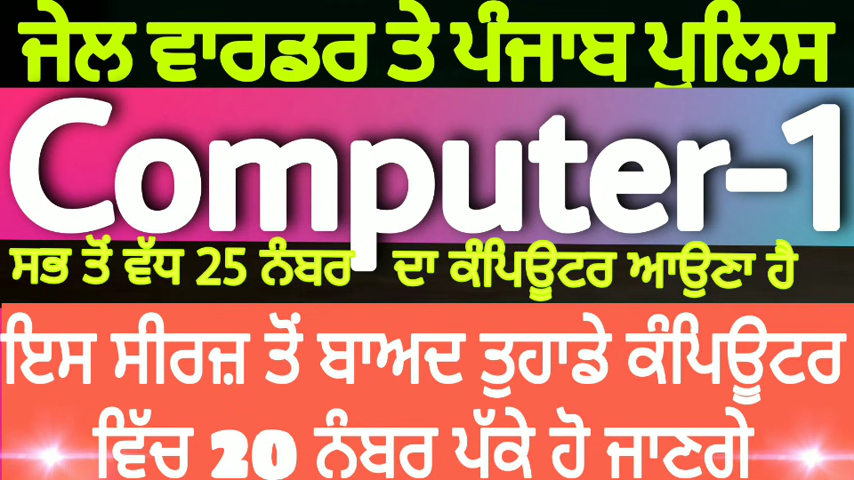 ਜੇਲ ਵਾਰਡਰ ਤੇ ਪੰਜਾਬ ਪੁਲਿਸ
Computer-1
ਸਭ ਤੋਂ ਵੱਧ 25 ਨੰਬਰ ਦਾ ਕੰਪਿਊਟਰ ਆਉਣਾ ਹੈ
ਇਸ ਸੀਰਜ਼ ਤੋਂ ਬਾਅਦ ਤੁਹਾਡੇ ਕੰਪਿਊਟਰ
ਵਿੱਚ 20 ਨੰਬਰ ਪੱਕੇ ਹੋ ਜਾਣਗੇ